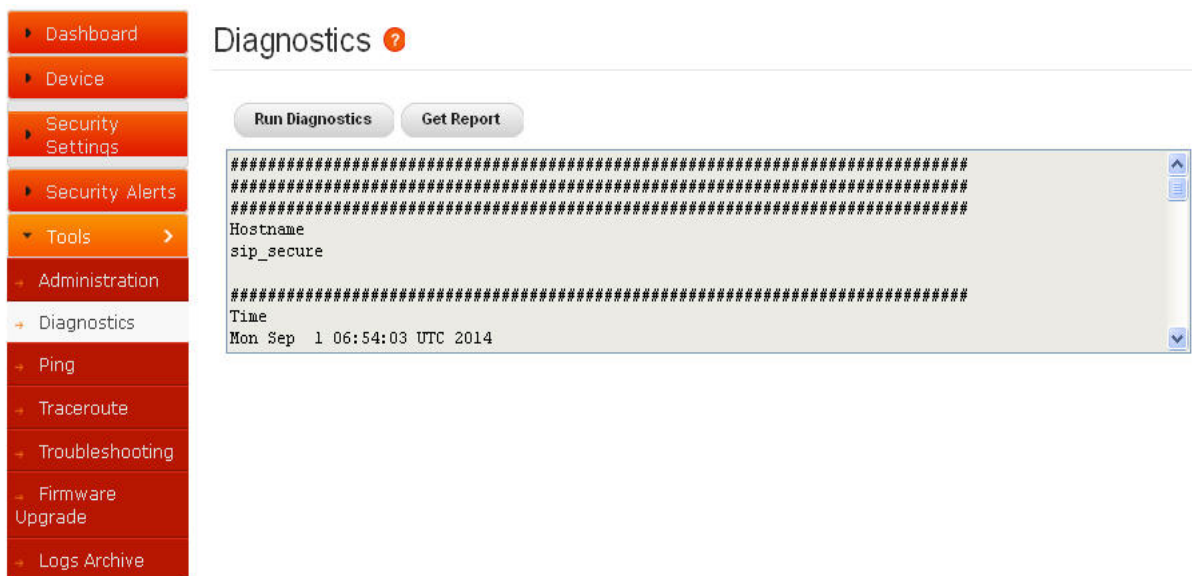 Dashboard
Device
Security
Settings
Security Alerts
Tools
Administration
Diagnostics
Ping
Traceroute
Troubleshooting
Firmware
Upgrade
Logs Archive
Diagnostics ?
Run Diagnostics Get Report
###############################################################################
###############################################################################
###############################################################################
Hostname
sip_secure
###############################################################################
Time
Mon Sep  1 06:54:03 UTC 2014